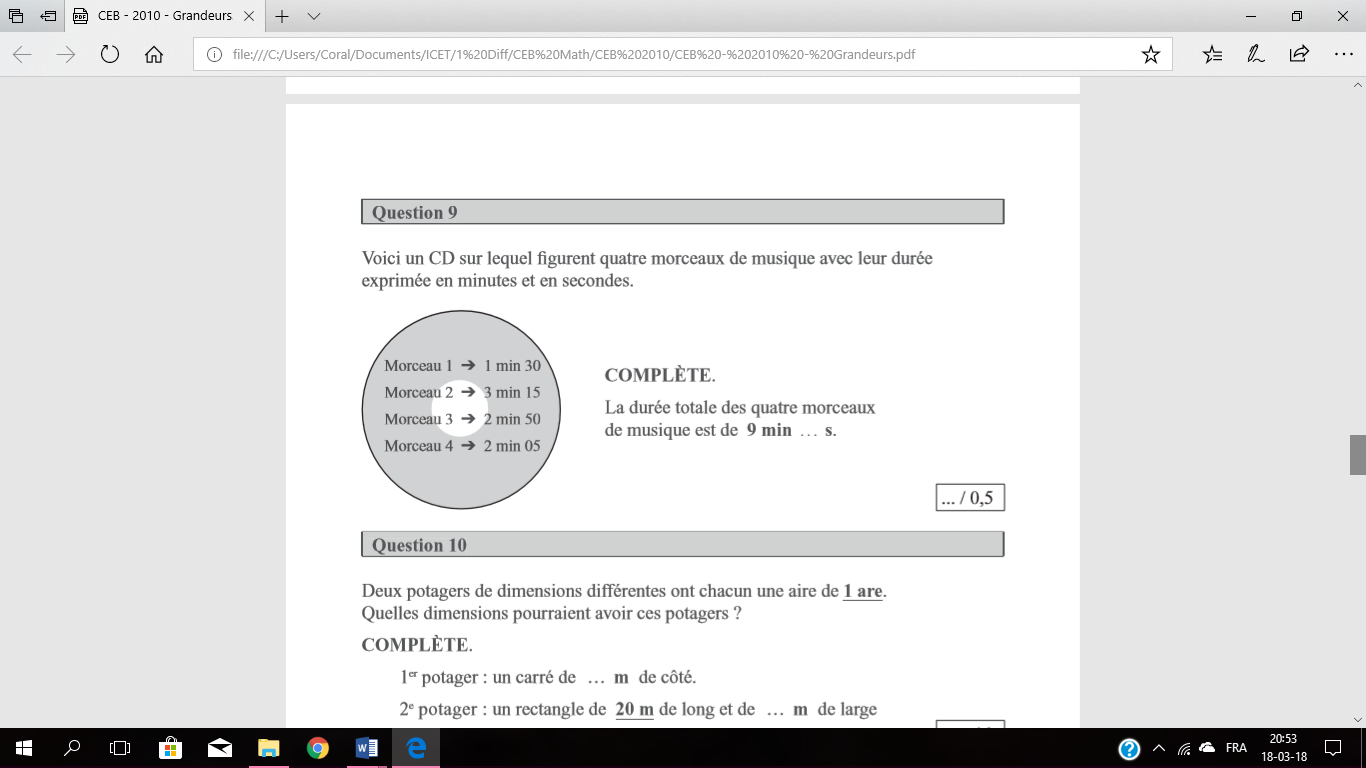 CEB - 2010 - Grandeurs.
file:///C:/Users/Coral/Documents/ICET/1%20Diff/CEB%20Math/CEB%202010/CEB%20-%202010%20-%20Grandeurs.pdf
Question 9
Voici un CD sur lequel figurent quatre morceaux de musique avec leur durée
exprimée en minutes et en secondes.
Morceau 1 ➔ 1 min 30
Morceau 2 ➔ 3 min 15
Morceau 3 ➔ 2 min 50
Morceau 4 ➔ 2 min 05
COMPLÈTE.
La durée totale des quatre morceaux
de musique est de 9 min … s.
... / 0,5
Question 10
Deux potagers de dimensions différentes ont chacun une aire de 1 are.
Quelles dimensions pourraient avoir ces potagers ?
COMPLÈTE.
1er potager : un carré de … m de côté.
2e potager : un rectangle de 20 m de long et de … m de large
FRA
20:53
18-03-18